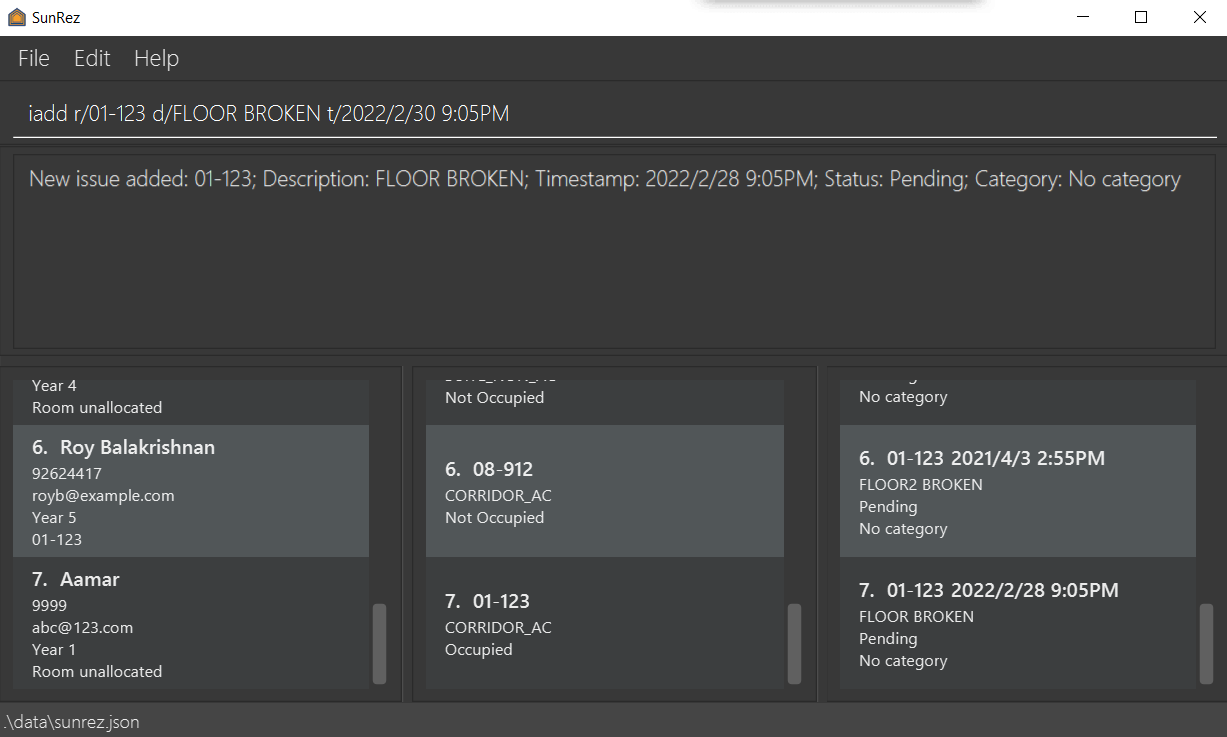 SunRez
File Edit Help
iadd r/01-123 d/FLOOR BROKEN t/2022/2/30 9:05PM
New issue added: 01-123; Description: FLOOR BROKEN; Timestamp: 2022/2/28 9:05PM; Status: Pending; Category: No category
Year 4
Room unallocated
6. Roy Balakrishnan
92624417
royb@example.com
Year 5
01-123
7. Aamar
9999
abc@123.com
Year 1
Room unallocated
Not Occupied
6. 08-912
CORRIDOR_AC
Not Occupied
7. 01-123
CORRIDOR_AC
Occupied
No category
6. 01-123 2021/4/3 2:55PM
FLOOR2 BROKEN
Pending
No category
7. 01-123 2022/2/28 9:05PM
FLOOR BROKEN
Pending
No category
.\data\sunrez.json